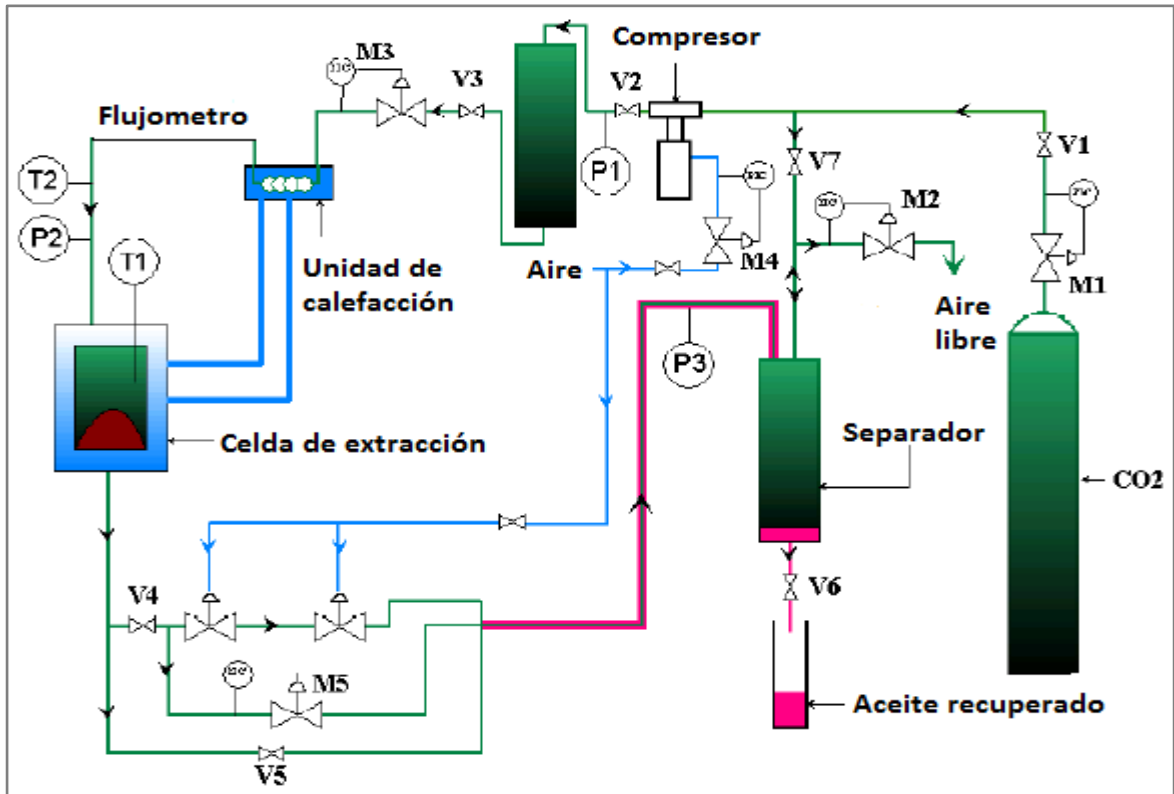 Compresor
M3
V3
V2
Flujometro
V1
T2
P1
V7
M2
P2
T1
Unidad de
calefacción
Aire
M4
M1
Aire
libre
P3
Celda de extracción
Separador
CO2
V4
V6
M5
Aceite recuperado
V5